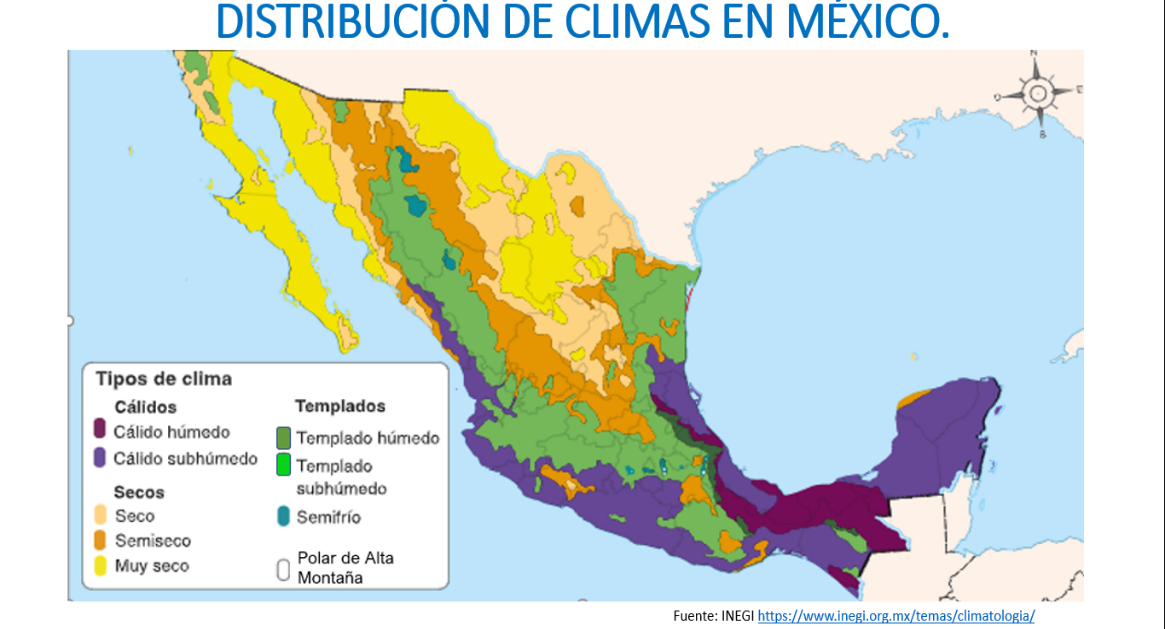 DISTRIBUCIÓN DE CLIMAS EN MÉXICO.
N
O
E
S
Tipos de clima
Cálidos
Cálido húmedo
Cálido subhúmedo
Secos
Seco
Semiseco
Muy seco
Templados
Templado húmedo
Templado
subhúmedo
Semifrío
Polar de Alta
Montaña
Fuente: INEGI https://www.inegi.org.mx/temas/climatologia/